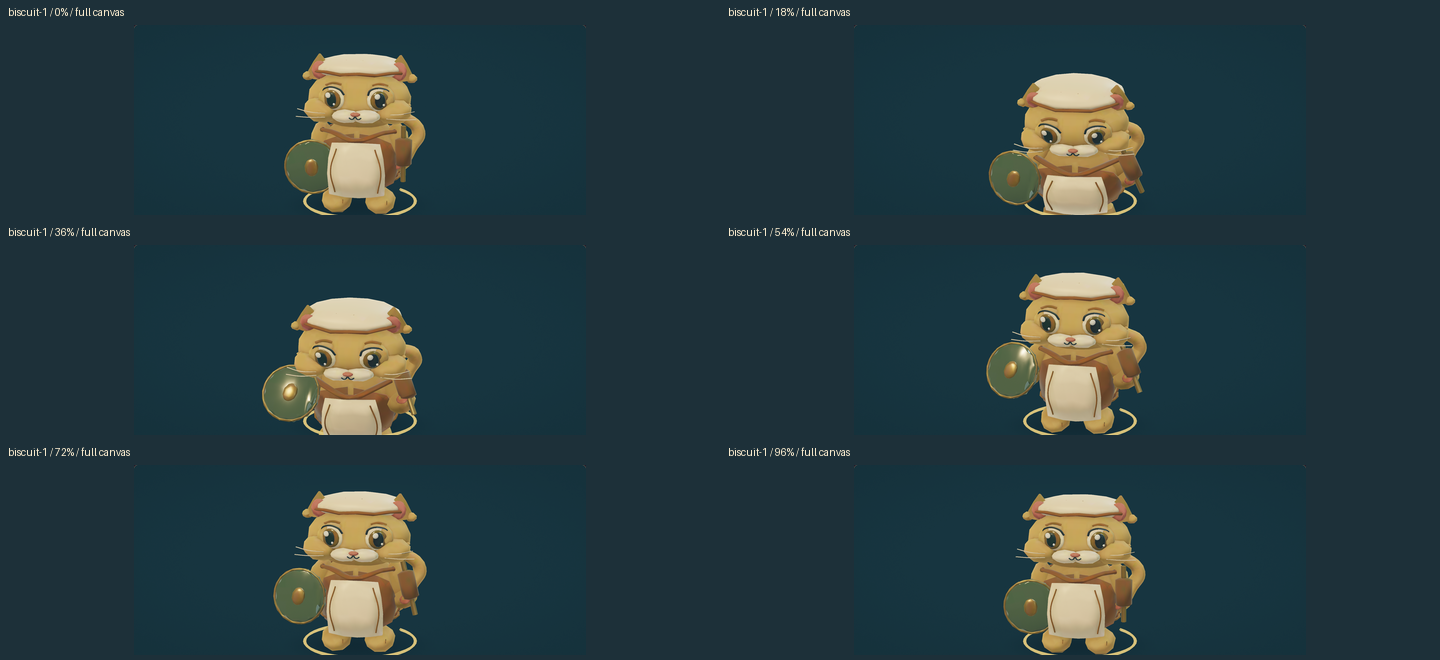 biscuit-1 / 0% / full canvas
biscuit-1 / 18% / full canvas
biscuit-1 / 36% / full canvas
biscuit-1 / 54% / full canvas
biscuit-1 / 72% / full canvas
biscuit-1 / 96% / full canvas